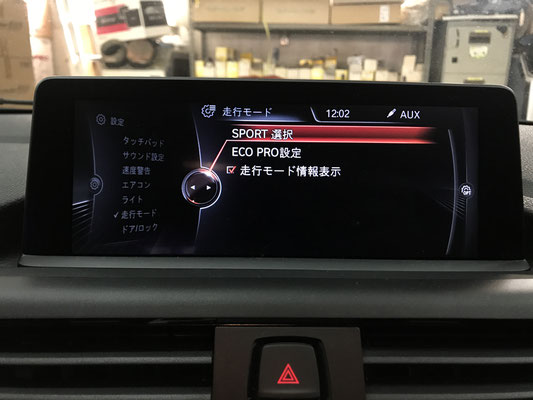 走行モード 12:02 AUX
設定
タッチパッド
サウンド設定
速度警告
エアコン
ライト
✓ 走行モード
ドア/ロック
SPORT 選択
ECO PRO設定
走行モード情報表示